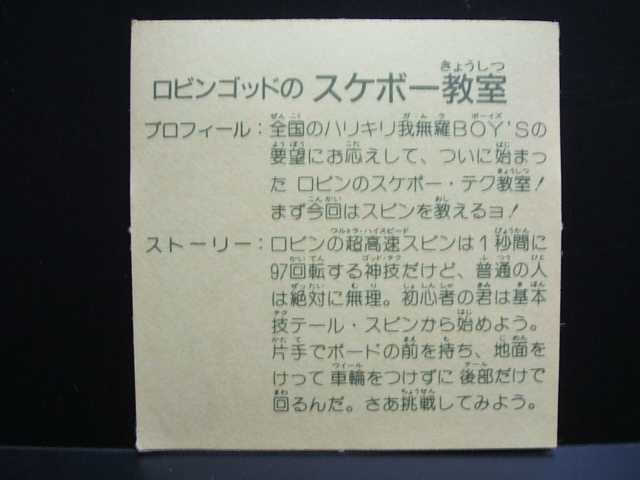 ロビンゴッドの スケボー教室
プロフィール：全国のハリキリ我無羅BOY'Sの
要望にお応えして、ついに始まっ
た ロビンのスケボー・テク教室！
まず今回はスピンを教えるヨ！
ストーリー：ロビンの超高速スピンは1秒間に
97回転する神技だけど、普通の人
は絶対に無理。初心者の君は基本
技テール・スピンから始めよう。
片手でボードの前を持ち、地面を
けって車輪をつけずに後部だけで
回るんだ。さあ挑戦してみよう。